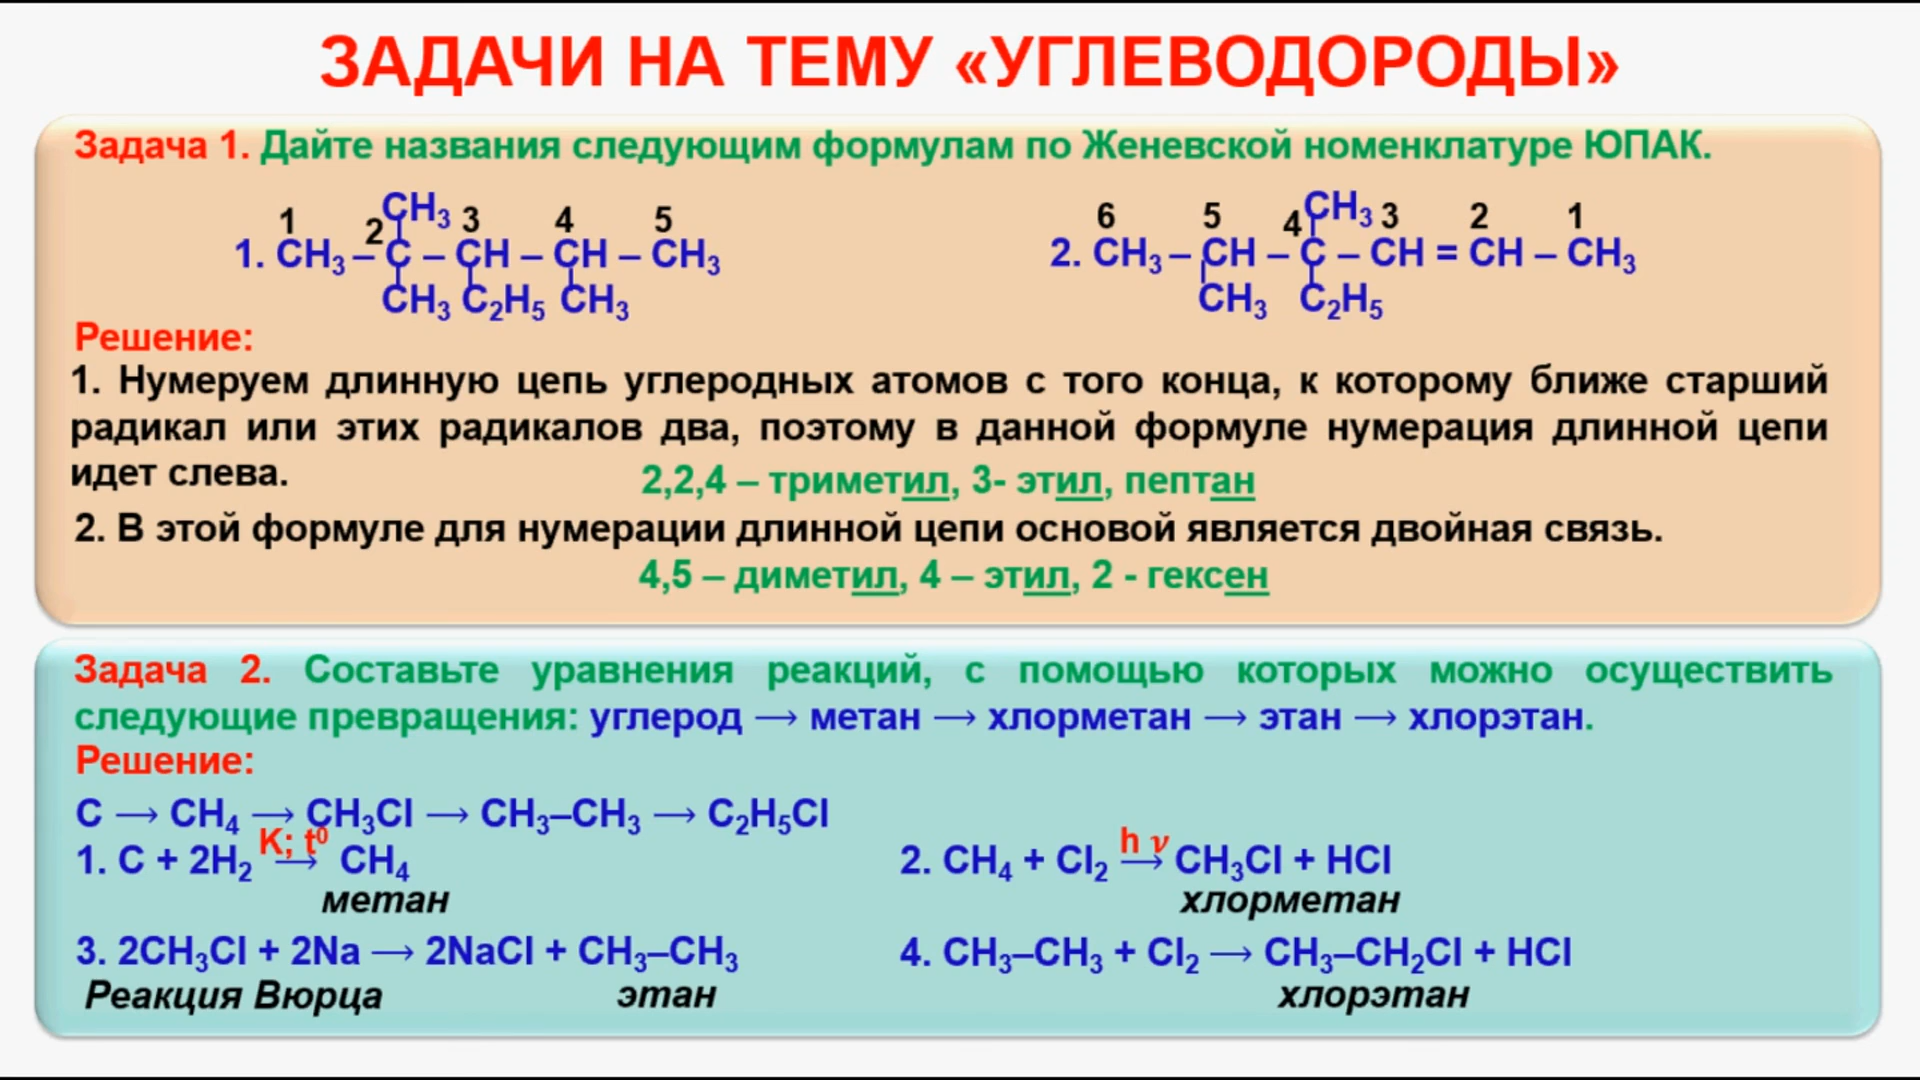 ЗАДАЧИ НА ТЕМУ «УГЛЕВОДОРОДЫ»
Задача 1. Дайте названия следующим формулам по Женевской номенклатуре ЮПАК.
CH₃ CH₃
1 2 3 4 5 6 5 4 3 2 1
1. CH₃ – C – CH – CH – CH₃ 2. CH₃ – CH – C – CH = CH – CH₃
CH₃ C₂H₅ CH₃ CH₃ C₂H₅
Решение:
1. Нумеруем длинную цепь углеродных атомов с того конца, к которому ближе старший
радикал или этих радикалов два, поэтому в данной формуле нумерация длинной цепи
идет слева.
2,2,4 – триметил, 3- этил, пептан
2. В этой формуле для нумерации длинной цепи основой является двойная связь.
4,5 – диметил, 4 – этил, 2 - гексен
Задача 2. Составьте уравнения реакций, с помощью которых можно осуществить
следующие превращения: углерод → метан → хлорметан → этан → хлорэтан.
Решение:
C → CH₄ → CH₃Cl → CH₃–CH₃ → C₂H₅Cl
K; t⁰ h ν
1. C + 2H₂ → CH₄ 2. CH₄ + Cl₂ → CH₃Cl + HCl
метан хлорметан
3. 2CH₃Cl + 2Na → 2NaCl + CH₃–CH₃ 4. CH₃–CH₃ + Cl₂ → CH₃–CH₂Cl + HCl
Реакция Вюрца этан хлорэтан